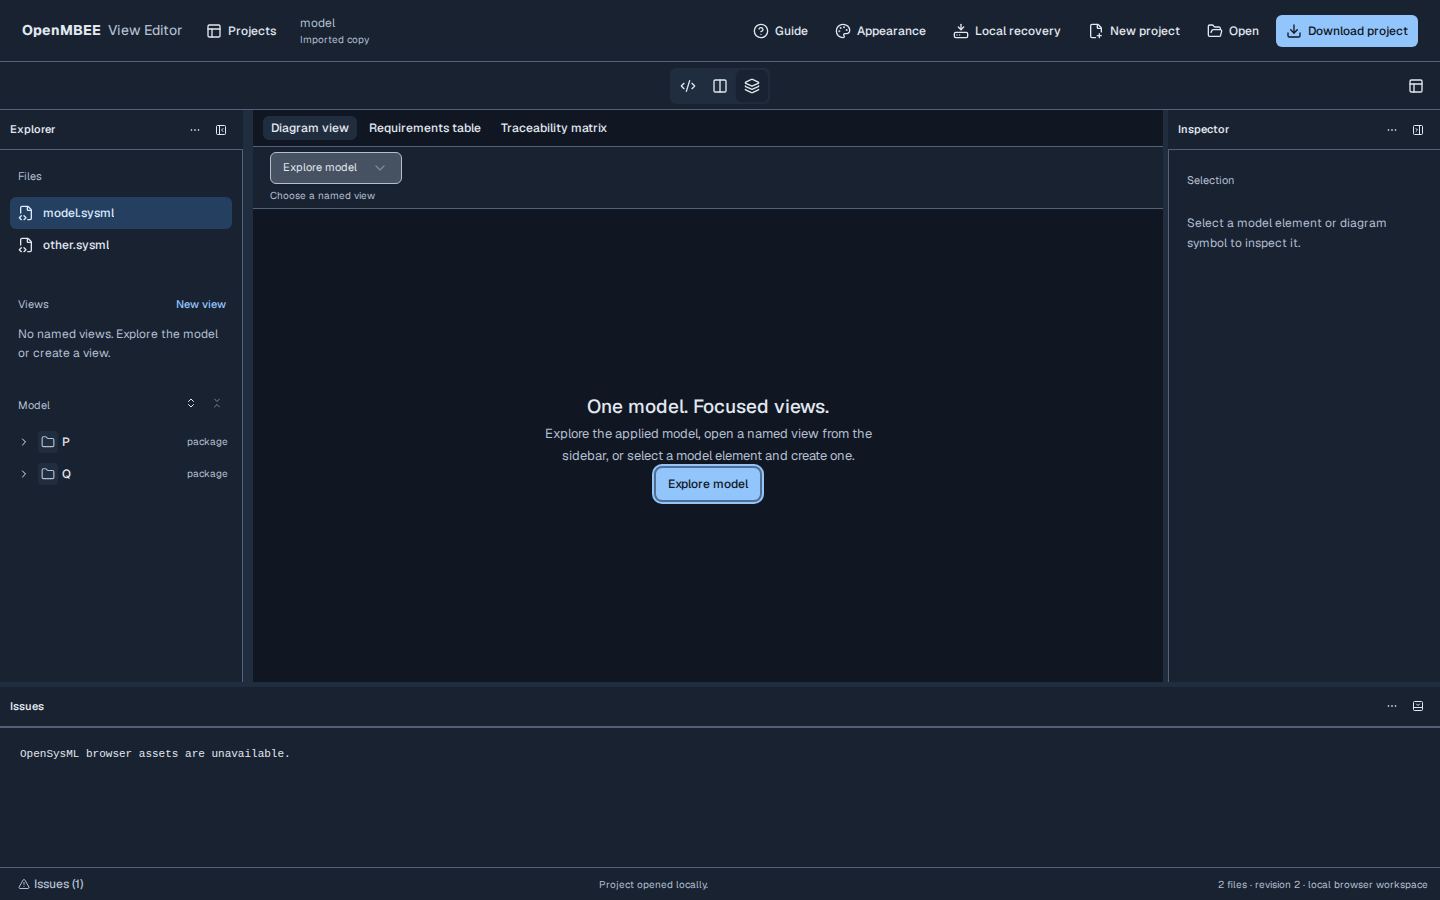 OpenMBEE View Editor
Projects
model
Imported copy
Guide
Appearance
Local recovery
New project
Open
Download project
Explorer
Files
model.sysml
other.sysml
Views
New view
No named views. Explore the model
or create a view.
Model
P
package
Q
package
Diagram view
Requirements table
Traceability matrix
Explore model
Choose a named view
One model. Focused views.
Explore the applied model, open a named view from the
sidebar, or select a model element and create one.
Explore model
Inspector
Selection
Select a model element or diagram
symbol to inspect it.
Issues
OpenSysML browser assets are unavailable.
Issues (1)
Project opened locally.
2 files · revision 2 · local browser workspace